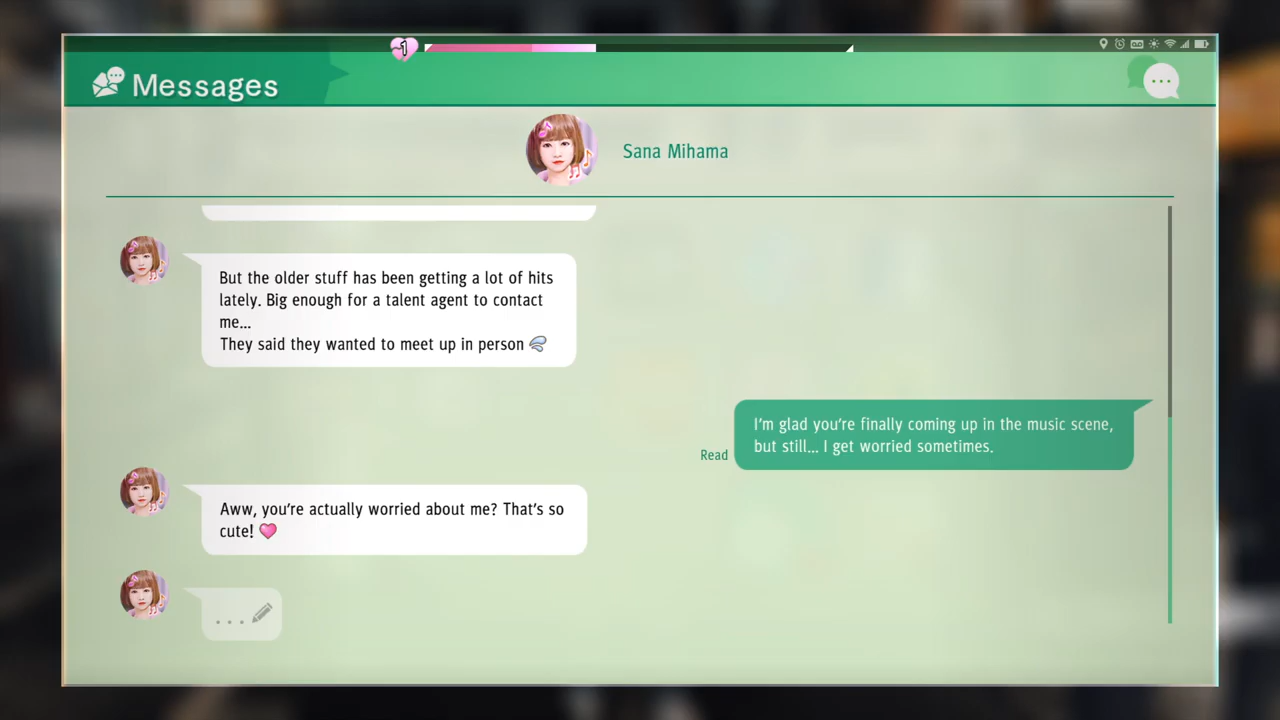 1
Messages
Sana Mihama
But the older stuff has been getting a lot of hits
lately. Big enough for a talent agent to contact
me...
They said they wanted to meet up in person
I'm glad you're finally coming up in the music scene,
but still... I get worried sometimes.
Read
Aww, you're actually worried about me? That's so
cute!
...